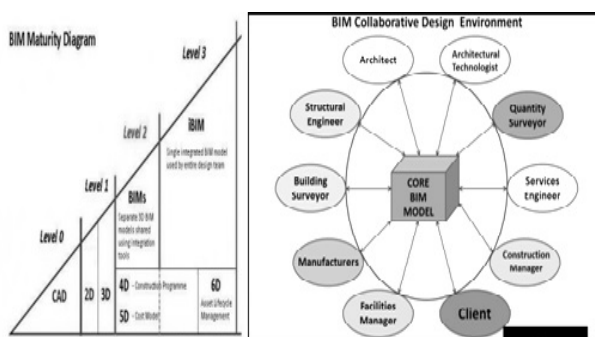 BIM Maturity Diagram
Level 3
Level 2
Level 1
Level 0
iBIM
Single integrated BIM model
used by entire design team
BIMs
Separate 3D BIM
models shared
using integration
tools
CAD
2D
3D
4D - Construction Programme
5D - Cost Model
6D
Asset Lifecycle
Management
BIM Collaborative Design Environment
Architect
Architectural
Technologist
Structural
Engineer
Quantity
Surveyor
Building
Surveyor
CORE
BIM
MODEL
Services
Engineer
Manufacturers
Construction
Manager
Facilities
Manager
Client